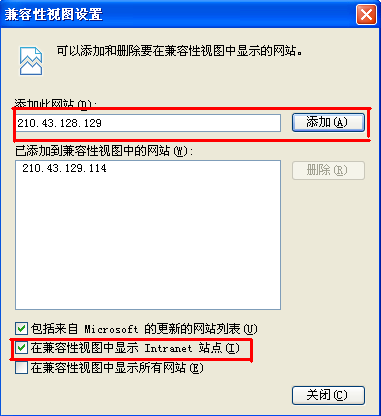 兼容性视图设置
可以添加和删除要在兼容性视图中显示的网站。
添加此网站(D):
210.43.128.129
添加(A)
已添加到兼容性视图中的网站(W):
210.43.129.114
删除(R)
包括来自 Microsoft 的更新的网站列表(U)
在兼容性视图中显示 Intranet 站点(I)
在兼容性视图中显示所有网站(E)
关闭(C)